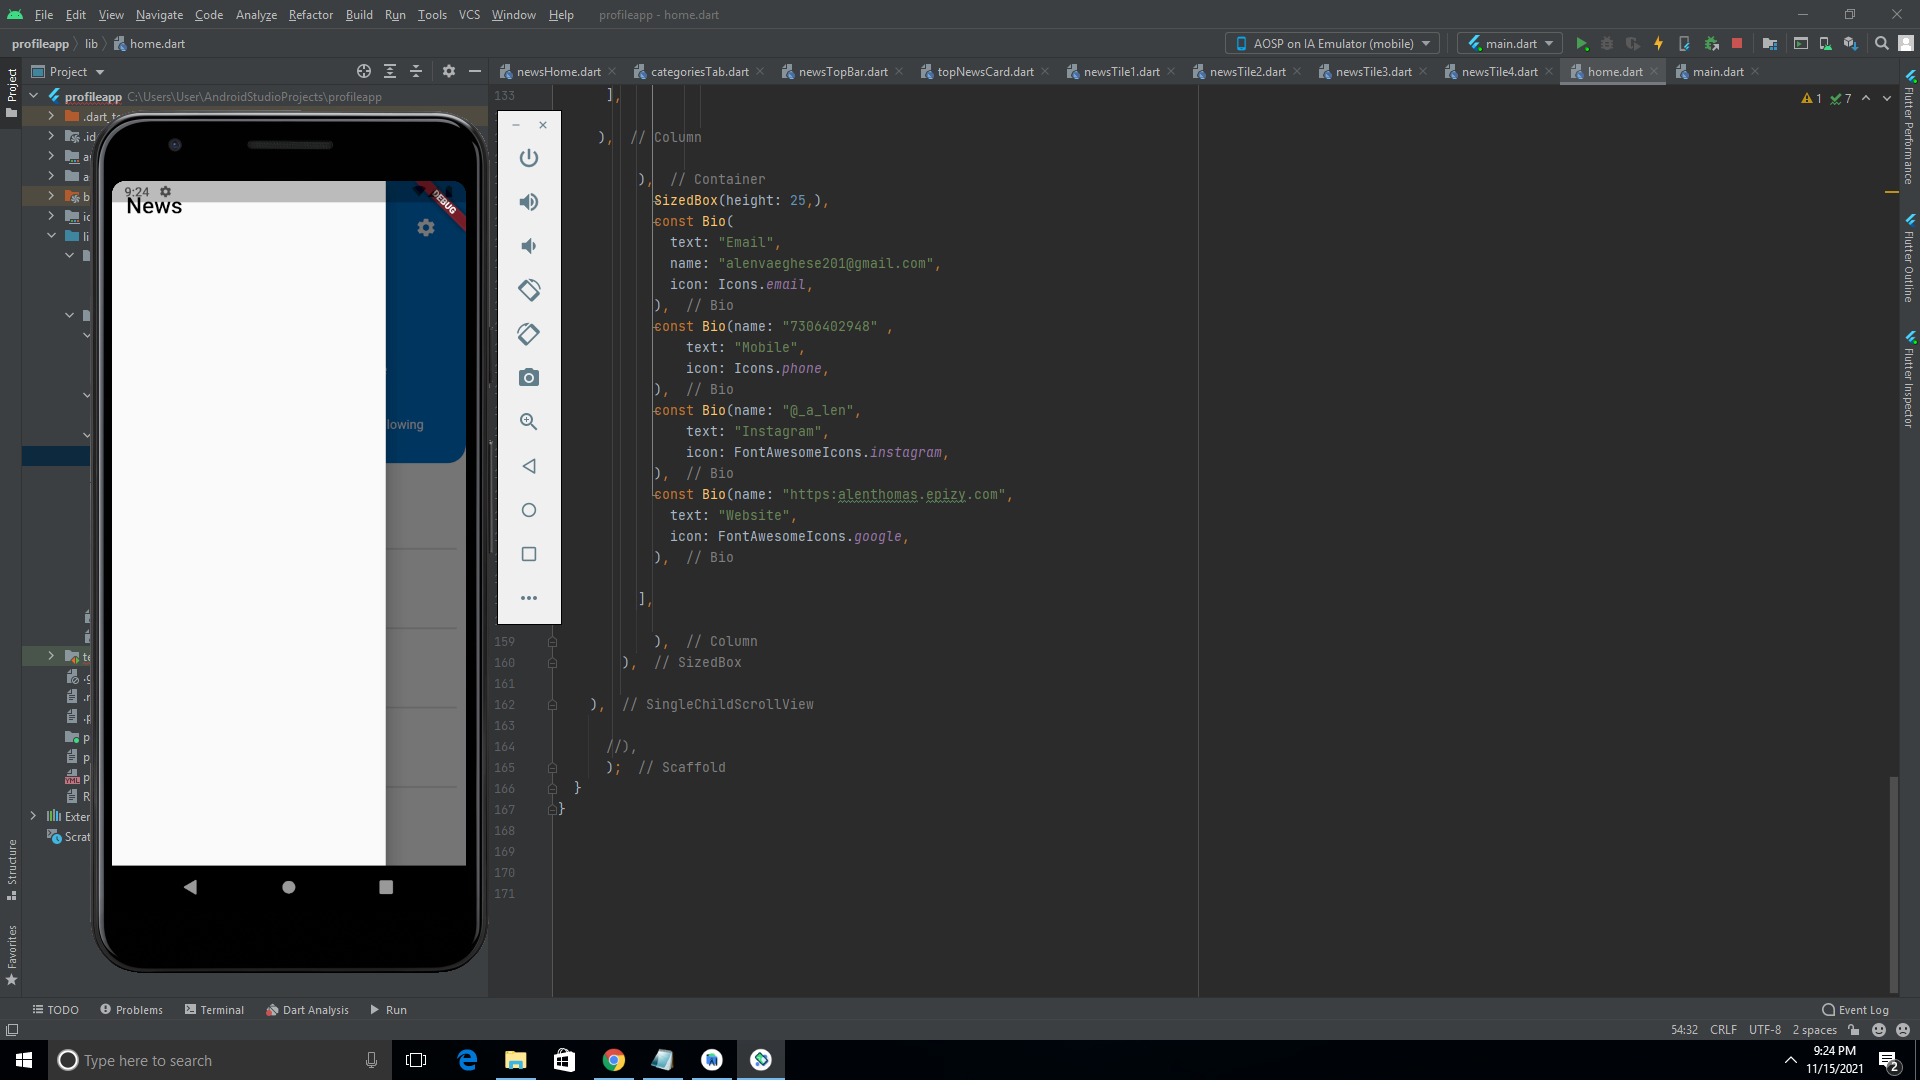 File Edit View Navigate Code Analyze Refactor Build Run Tools VCS Window Help profileapp - home.dart
profileapp lib home.dart AOSP on IA Emulator (mobile) main.dart
Project newsHome.dart categoriesTab.dart newsTopBar.dart topNewsCard.dart newsTile1.dart newsTile2.dart newsTile3.dart newsTile4.dart home.dart main.dart
Project
profileapp C:\Users\User\AndroidStudioProjects\profileapp
.dart_to
.id
a
a
b
io
li
te
.g
.r
.p
p
p
p
R
Exter
Scrat
9:24
DEBUG
News
lowing
133 ],
), // Column
), // Container
SizedBox(height: 25,),
const Bio(
text: "Email",
name: "alenvaeghese201@gmail.com",
icon: Icons.email,
), // Bio
const Bio(name: "7306402948" ,
text: "Mobile",
icon: Icons.phone,
), // Bio
const Bio(name: "@_a_len",
text: "Instagram",
icon: FontAwesomeIcons.instagram,
), // Bio
const Bio(name: "https:alenthomas.epizy.com",
text: "Website",
icon: FontAwesomeIcons.google,
), // Bio
],
159 ), // Column
160 ), // SizedBox
161
162 ), // SingleChildScrollView
163
164 //),
165 ); // Scaffold
166 }
167 }
168
169
170
171
1 7
Flutter Performance
Flutter Outline
Flutter Inspector
Structure
Favorites
TODO Problems Terminal Dart Analysis Run Event Log
54:32 CRLF UTF-8 2 spaces
Type here to search
9:24 PM
11/15/2021
2